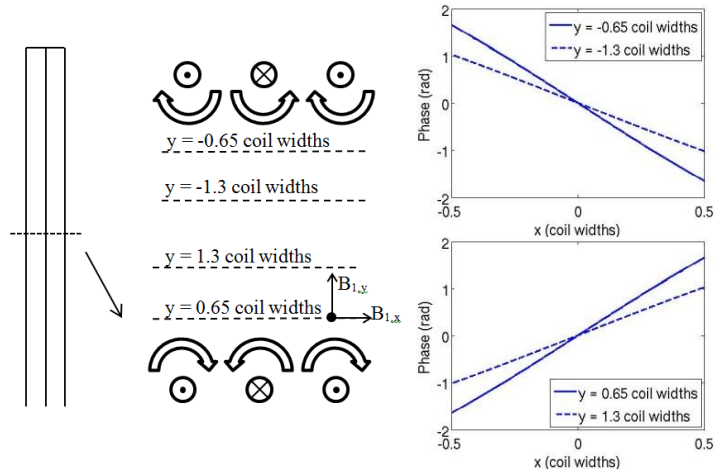 y = -0.65 coil widths
y = -1.3 coil widths
y = 1.3 coil widths
B1,y
y = 0.65 coil widths
B1,x
2
1
0
-1
-2
Phase (rad)
y = -0.65 coil widths
y = -1.3 coil widths
-0.5
0
0.5
x (coil widths)
2
1
0
-1
-2
Phase (rad)
y = 0.65 coil widths
y = 1.3 coil widths
-0.5
0
0.5
x (coil widths)